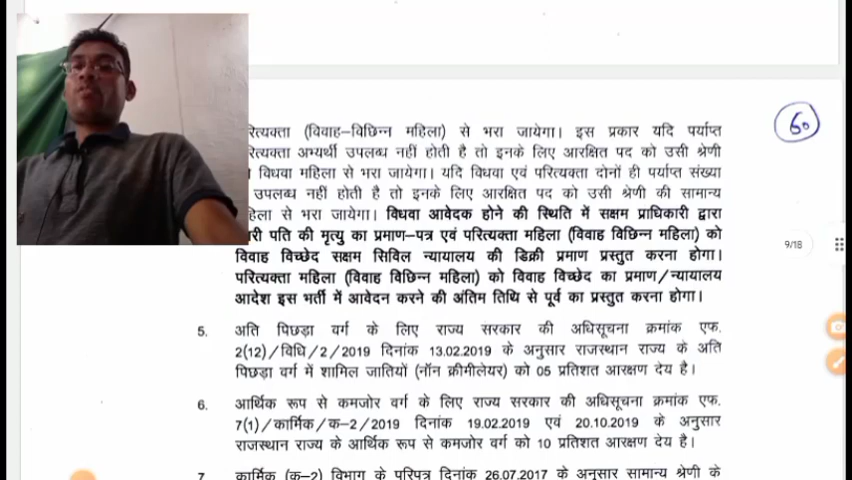 (विवाह–विछिन्न महिला) से भरा जायेगा। इस प्रकार यदि पर्याप्त
अभ्यर्थी उपलब्ध नहीं होती है तो इनके लिए आरक्षित पद को उसी श्रेणी
विधवा महिला से भरा जायेगा। यदि विधवा एवं परित्यक्ता दोनों ही पर्याप्त संख्या
उपलब्ध नहीं होती है तो इनके लिए आरक्षित पद को उसी श्रेणी की सामान्य
से भरा जायेगा। विधवा आवेदक होने की स्थिति में सक्षम प्राधिकारी द्वारा
पति की मृत्यु का प्रमाण–पत्र एवं परित्यक्ता महिला (विवाह विछिन्न महिला) को
विवाह विच्छेद सक्षम सिविल न्यायालय की डिक्री प्रमाण प्रस्तुत करना होगा।
परित्यक्ता महिला (विवाह विछिन्न महिला) को विवाह विच्छेद का प्रमाण/न्यायालय
आदेश इस भर्ती में आवेदन करने की अंतिम तिथि से पूर्व का प्रस्तुत करना होगा।
5. अति पिछड़ा वर्ग के लिए राज्य सरकार की अधिसूचना क्रमांक एफ.
2(12)/विधि/2/2019 दिनांक 13.02.2019 के अनुसार राजस्थान राज्य के अति
पिछड़ा वर्ग में शामिल जातियों (नॉन क्रीमीलेयर) को 05 प्रतिशत आरक्षण देय है।
6. आर्थिक रूप से कमजोर वर्ग के लिए राज्य सरकार की अधिसूचना क्रमांक एफ.
7(1)/कार्मिक/क–2/2019 दिनांक 19.02.2019 एवं 20.10.2019 के अनुसार
राजस्थान राज्य के आर्थिक रूप से कमजोर वर्ग को 10 प्रतिशत आरक्षण देय है।
7. कार्मिक (क–2) विभाग के परिपत्र दिनांक 26.07.2017 के अनुसार सामान्य श्रेणी के
60
9/18